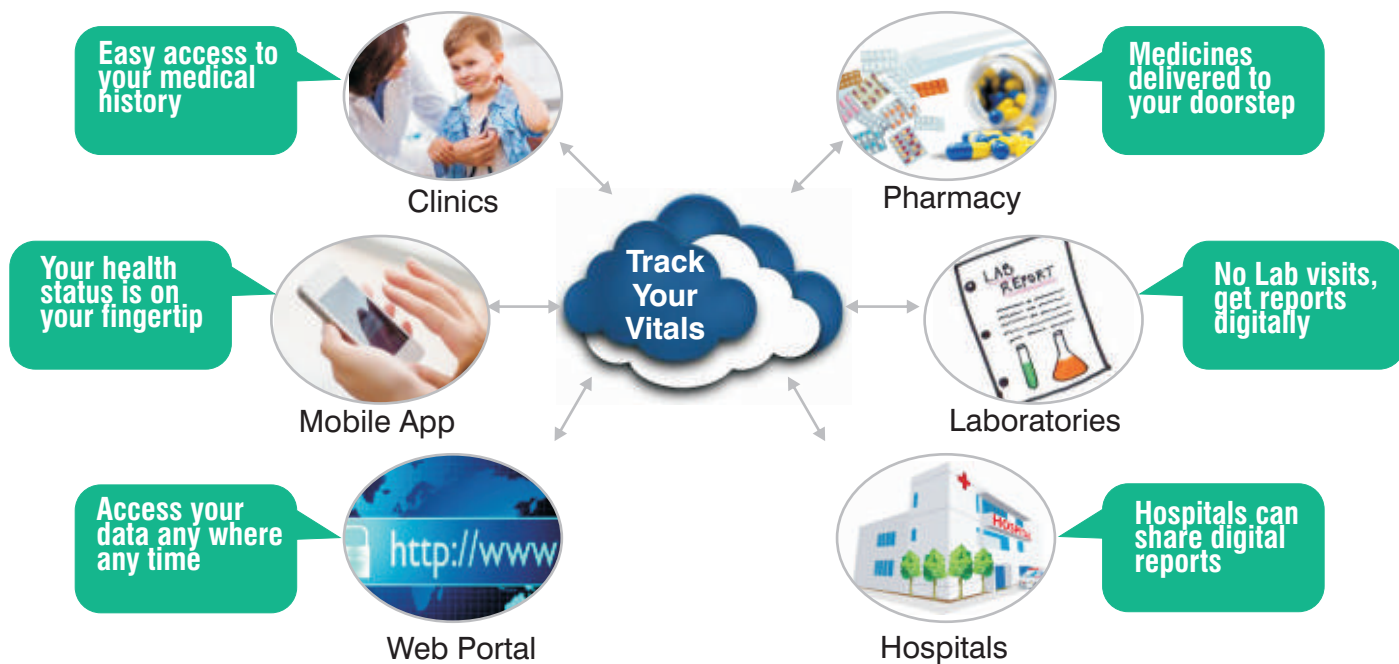 Easy access to
your medical
history
Clinics
Medicines
delivered to
your doorstep
Pharmacy
Your health
status is on
your fingertip
Mobile App
Track
Your
Vitals
LAB
REPORT
No Lab visits,
get reports
digitally
Laboratories
Access your
data any where
any time
http://www
Web Portal
HOSPITAL
Hospitals can
share digital
reports
Hospitals